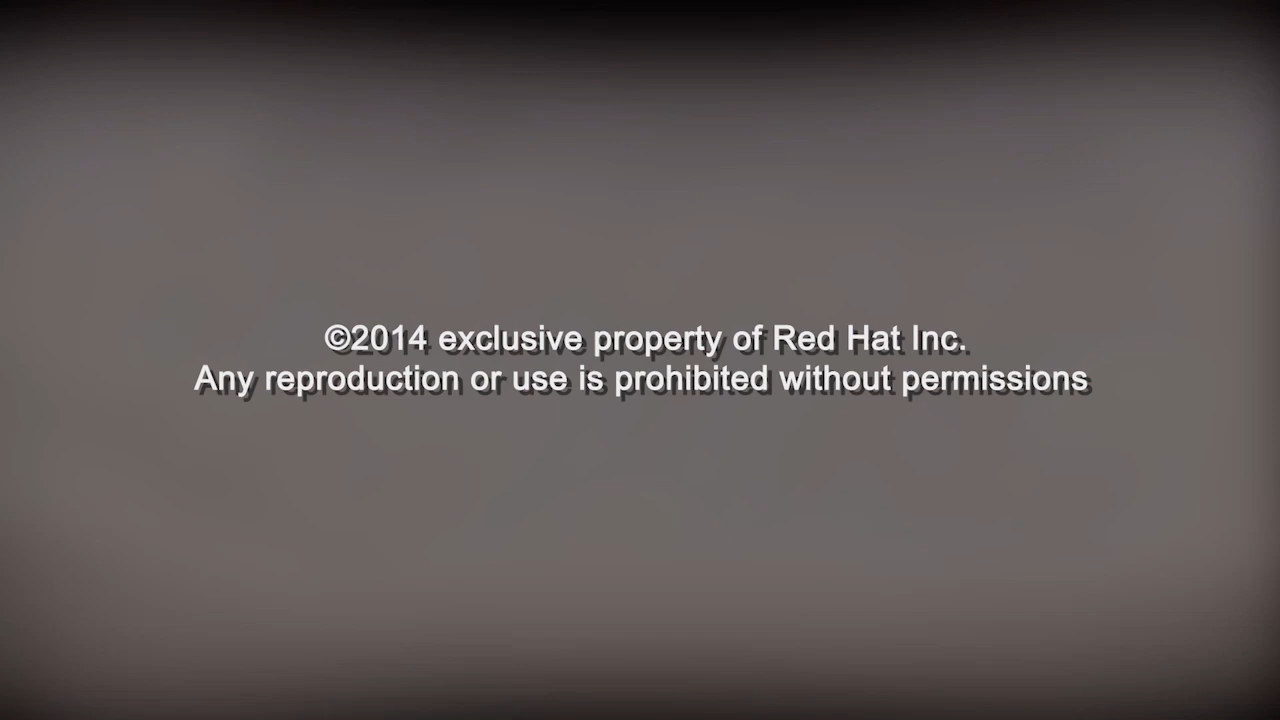 ©2014 exclusive property of Red Hat Inc.
Any reproduction or use is prohibited without permissions